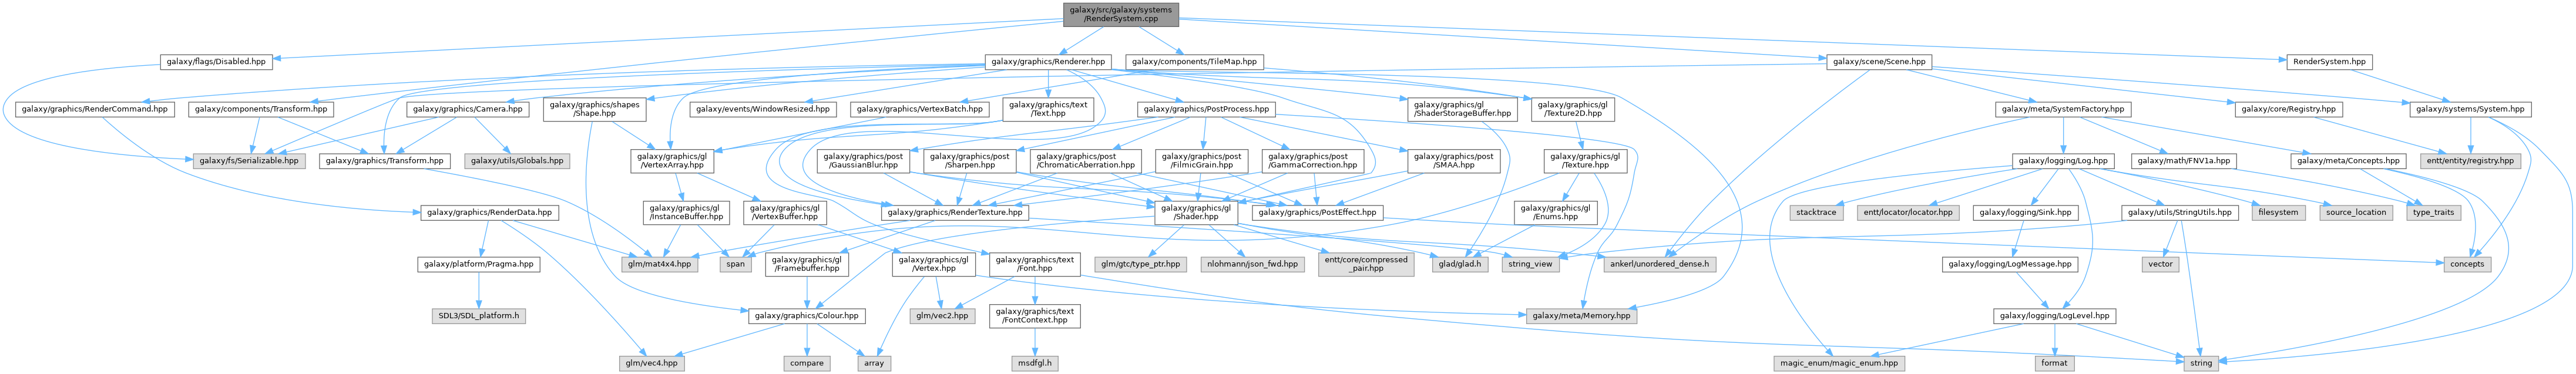 galaxy/src/galaxy/systems
/RenderSystem.cpp
galaxy/flags/Disabled.hpp
galaxy/graphics/Renderer.hpp
galaxy/components/TileMap.hpp
galaxy/scene/Scene.hpp
RenderSystem.hpp
galaxy/graphics/RenderCommand.hpp
galaxy/components/Transform.hpp
galaxy/graphics/Camera.hpp
galaxy/graphics/shapes
/Shape.hpp
galaxy/events/WindowResized.hpp
galaxy/graphics/VertexBatch.hpp
galaxy/graphics/text
/Text.hpp
galaxy/graphics/PostProcess.hpp
galaxy/graphics/gl
/ShaderStorageBuffer.hpp
galaxy/graphics/gl
/Texture2D.hpp
galaxy/meta/SystemFactory.hpp
galaxy/core/Registry.hpp
galaxy/systems/System.hpp
galaxy/fs/Serializable.hpp
galaxy/graphics/Transform.hpp
galaxy/utils/Globals.hpp
galaxy/graphics/gl
/VertexArray.hpp
galaxy/graphics/post
/GaussianBlur.hpp
galaxy/graphics/post
/Sharpen.hpp
galaxy/graphics/post
/ChromaticAberation.hpp
galaxy/graphics/post
/FilmicGrain.hpp
galaxy/graphics/post
/GammaCorrection.hpp
galaxy/graphics/post
/SMAA.hpp
galaxy/graphics/gl
/Texture.hpp
galaxy/logging/Log.hpp
galaxy/math/FNV1a.hpp
galaxy/meta/Concepts.hpp
entt/entity/registry.hpp
galaxy/graphics/RenderData.hpp
galaxy/graphics/gl
/InstanceBuffer.hpp
galaxy/graphics/gl
/VertexBuffer.hpp
galaxy/graphics/RenderTexture.hpp
galaxy/graphics/gl
/Shader.hpp
galaxy/graphics/PostEffect.hpp
galaxy/graphics/gl
/Enums.hpp
stacktrace
entt/locator/locator.hpp
galaxy/logging/Sink.hpp
galaxy/utils/StringUtils.hpp
filesystem
source_location
type_traits
galaxy/platform/Pragma.hpp
glm/mat4x4.hpp
span
galaxy/graphics/gl
/Framebuffer.hpp
galaxy/graphics/gl
/Vertex.hpp
galaxy/graphics/text
/Font.hpp
glm/gtc/type_ptr.hpp
nlohmann/json_fwd.hpp
entt/core/compressed
_pair.hpp
glad/glad.h
string_view
ankerl/unordered_dense.h
galaxy/logging/LogMessage.hpp
vector
concepts
SDL3/SDL_platform.h
galaxy/graphics/Colour.hpp
glm/vec2.hpp
galaxy/graphics/text
/FontContext.hpp
galaxy/meta/Memory.hpp
galaxy/logging/LogLevel.hpp
glm/vec4.hpp
compare
array
msdfgl.h
magic_enum/magic_enum.hpp
format
string